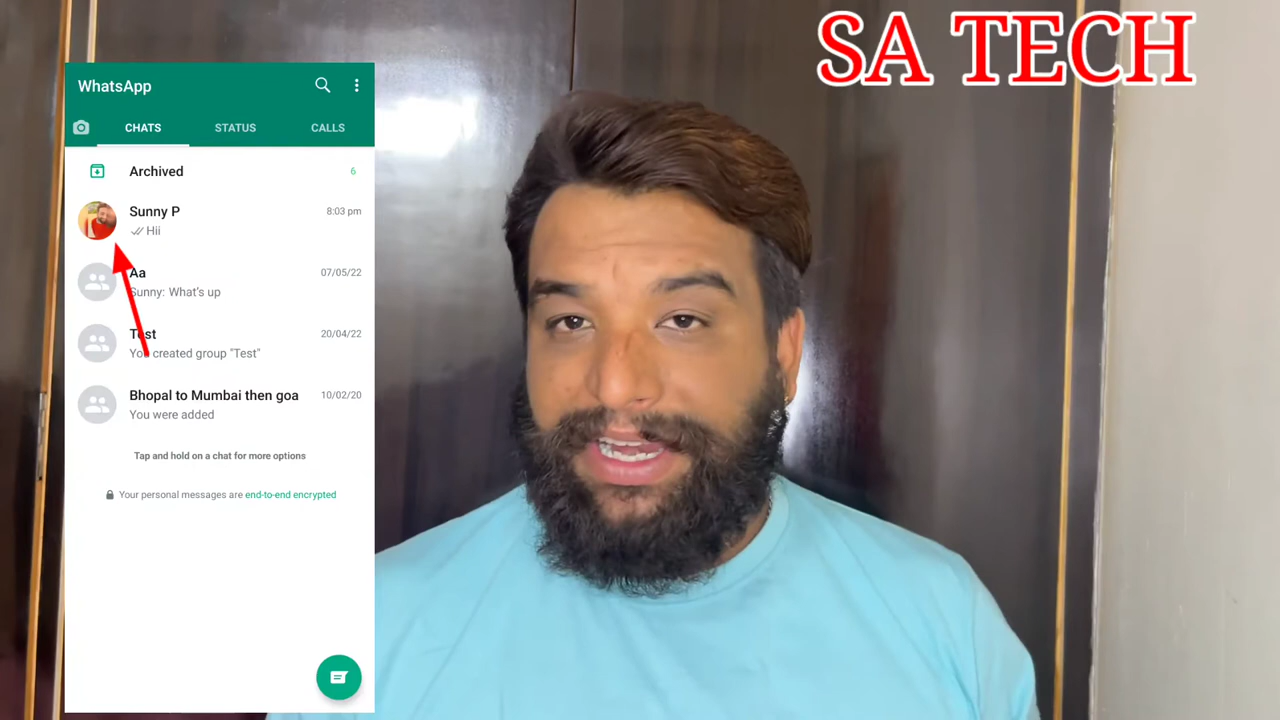 SA TECH
WhatsApp
CHATS STATUS CALLS
Archived 6
Sunny P 8:03 pm
Hii
Aa 07/05/22
Sunny: What's up
Test 20/04/22
You created group "Test"
Bhopal to Mumbai then goa 10/02/20
You were added
Tap and hold on a chat for more options
Your personal messages are end-to-end encrypted